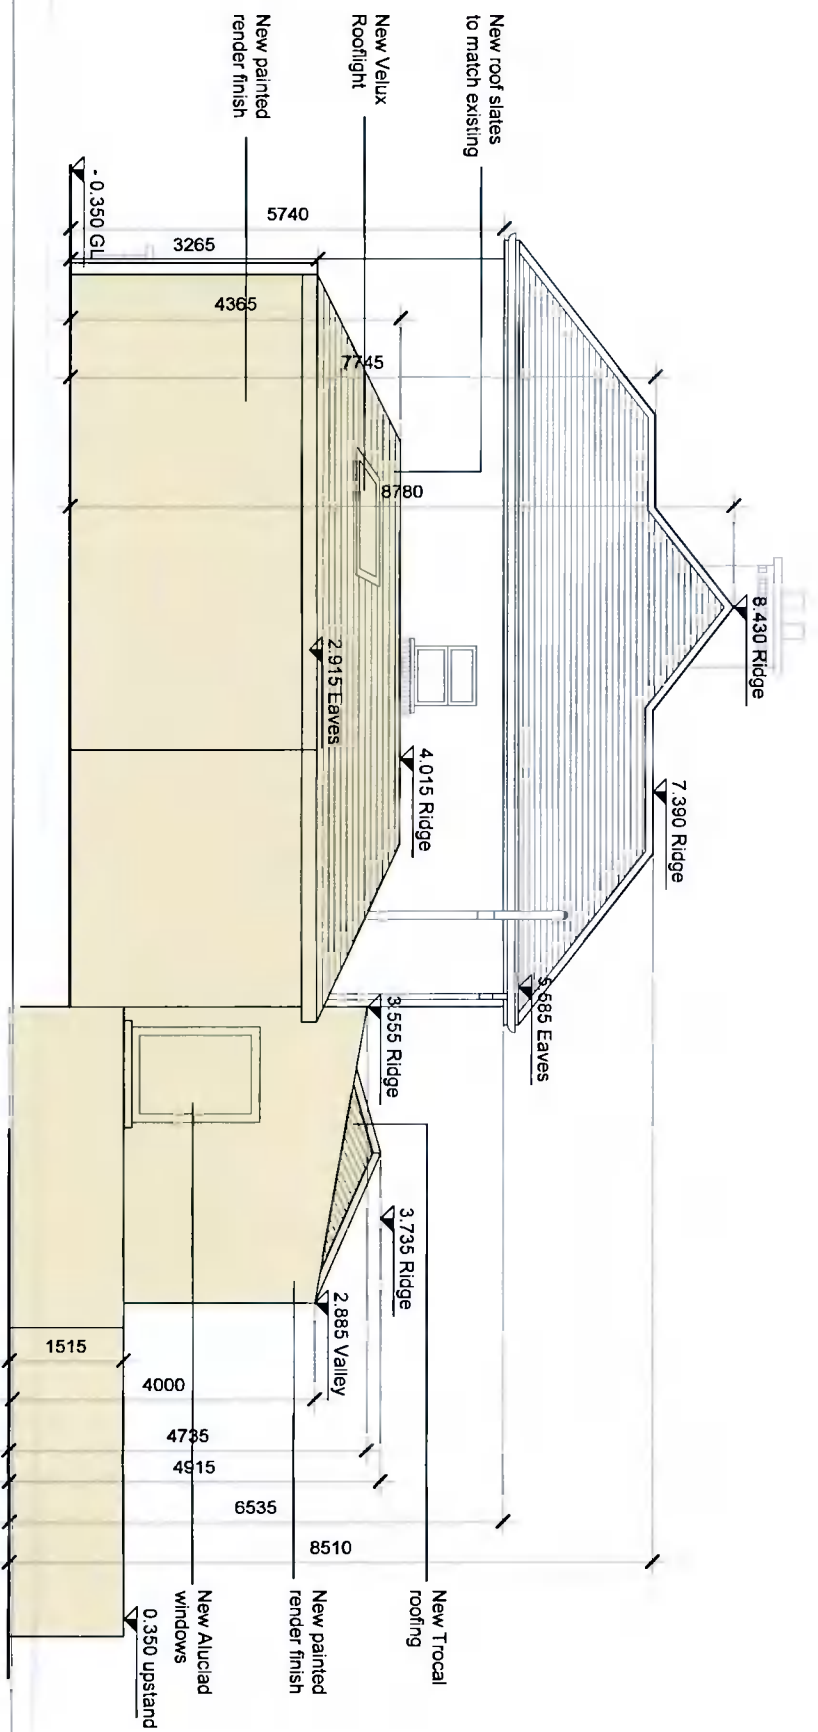 New painted
render finish
New Velux
Rooflight
New roof slates
to match existing
- 0.350 GL
5740
3265
4365
7745
8780
8.430 Ridge
7.390 Ridge
2.915 Eaves
4.015 Ridge
5.585 Eaves
3.555 Ridge
3.735 Ridge
2.885 Valley
1515
4000
4735
4915
6535
8510
New Trocal
roofing
New painted
render finish
New Aluclad
windows
0.350 upstand